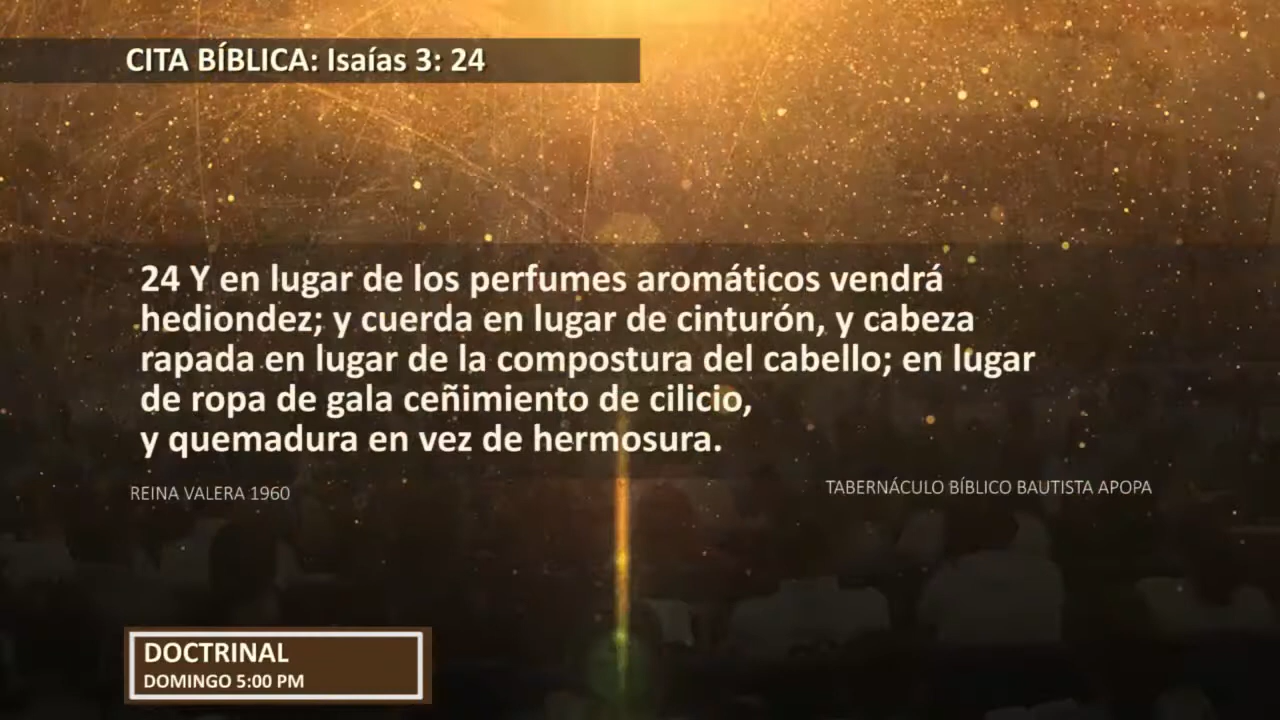 CITA BÍBLICA: Isaías 3: 24
24 Y en lugar de los perfumes aromáticos vendrá
hediondez; y cuerda en lugar de cinturón, y cabeza
rapada en lugar de la compostura del cabello; en lugar
de ropa de gala ceñimiento de cilicio,
y quemadura en vez de hermosura.
REINA VALERA 1960
TABERNÁCULO BÍBLICO BAUTISTA APOPA
DOCTRINAL
DOMINGO 5:00 PM